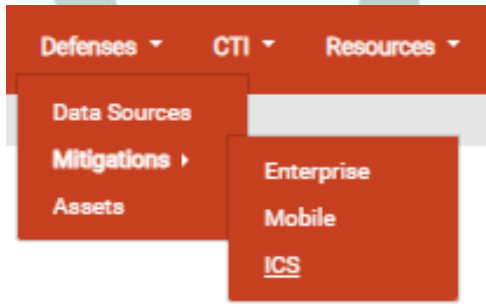 Defenses CTI Resources
Data Sources
Mitigations
Assets
Enterprise
Mobile
ICS